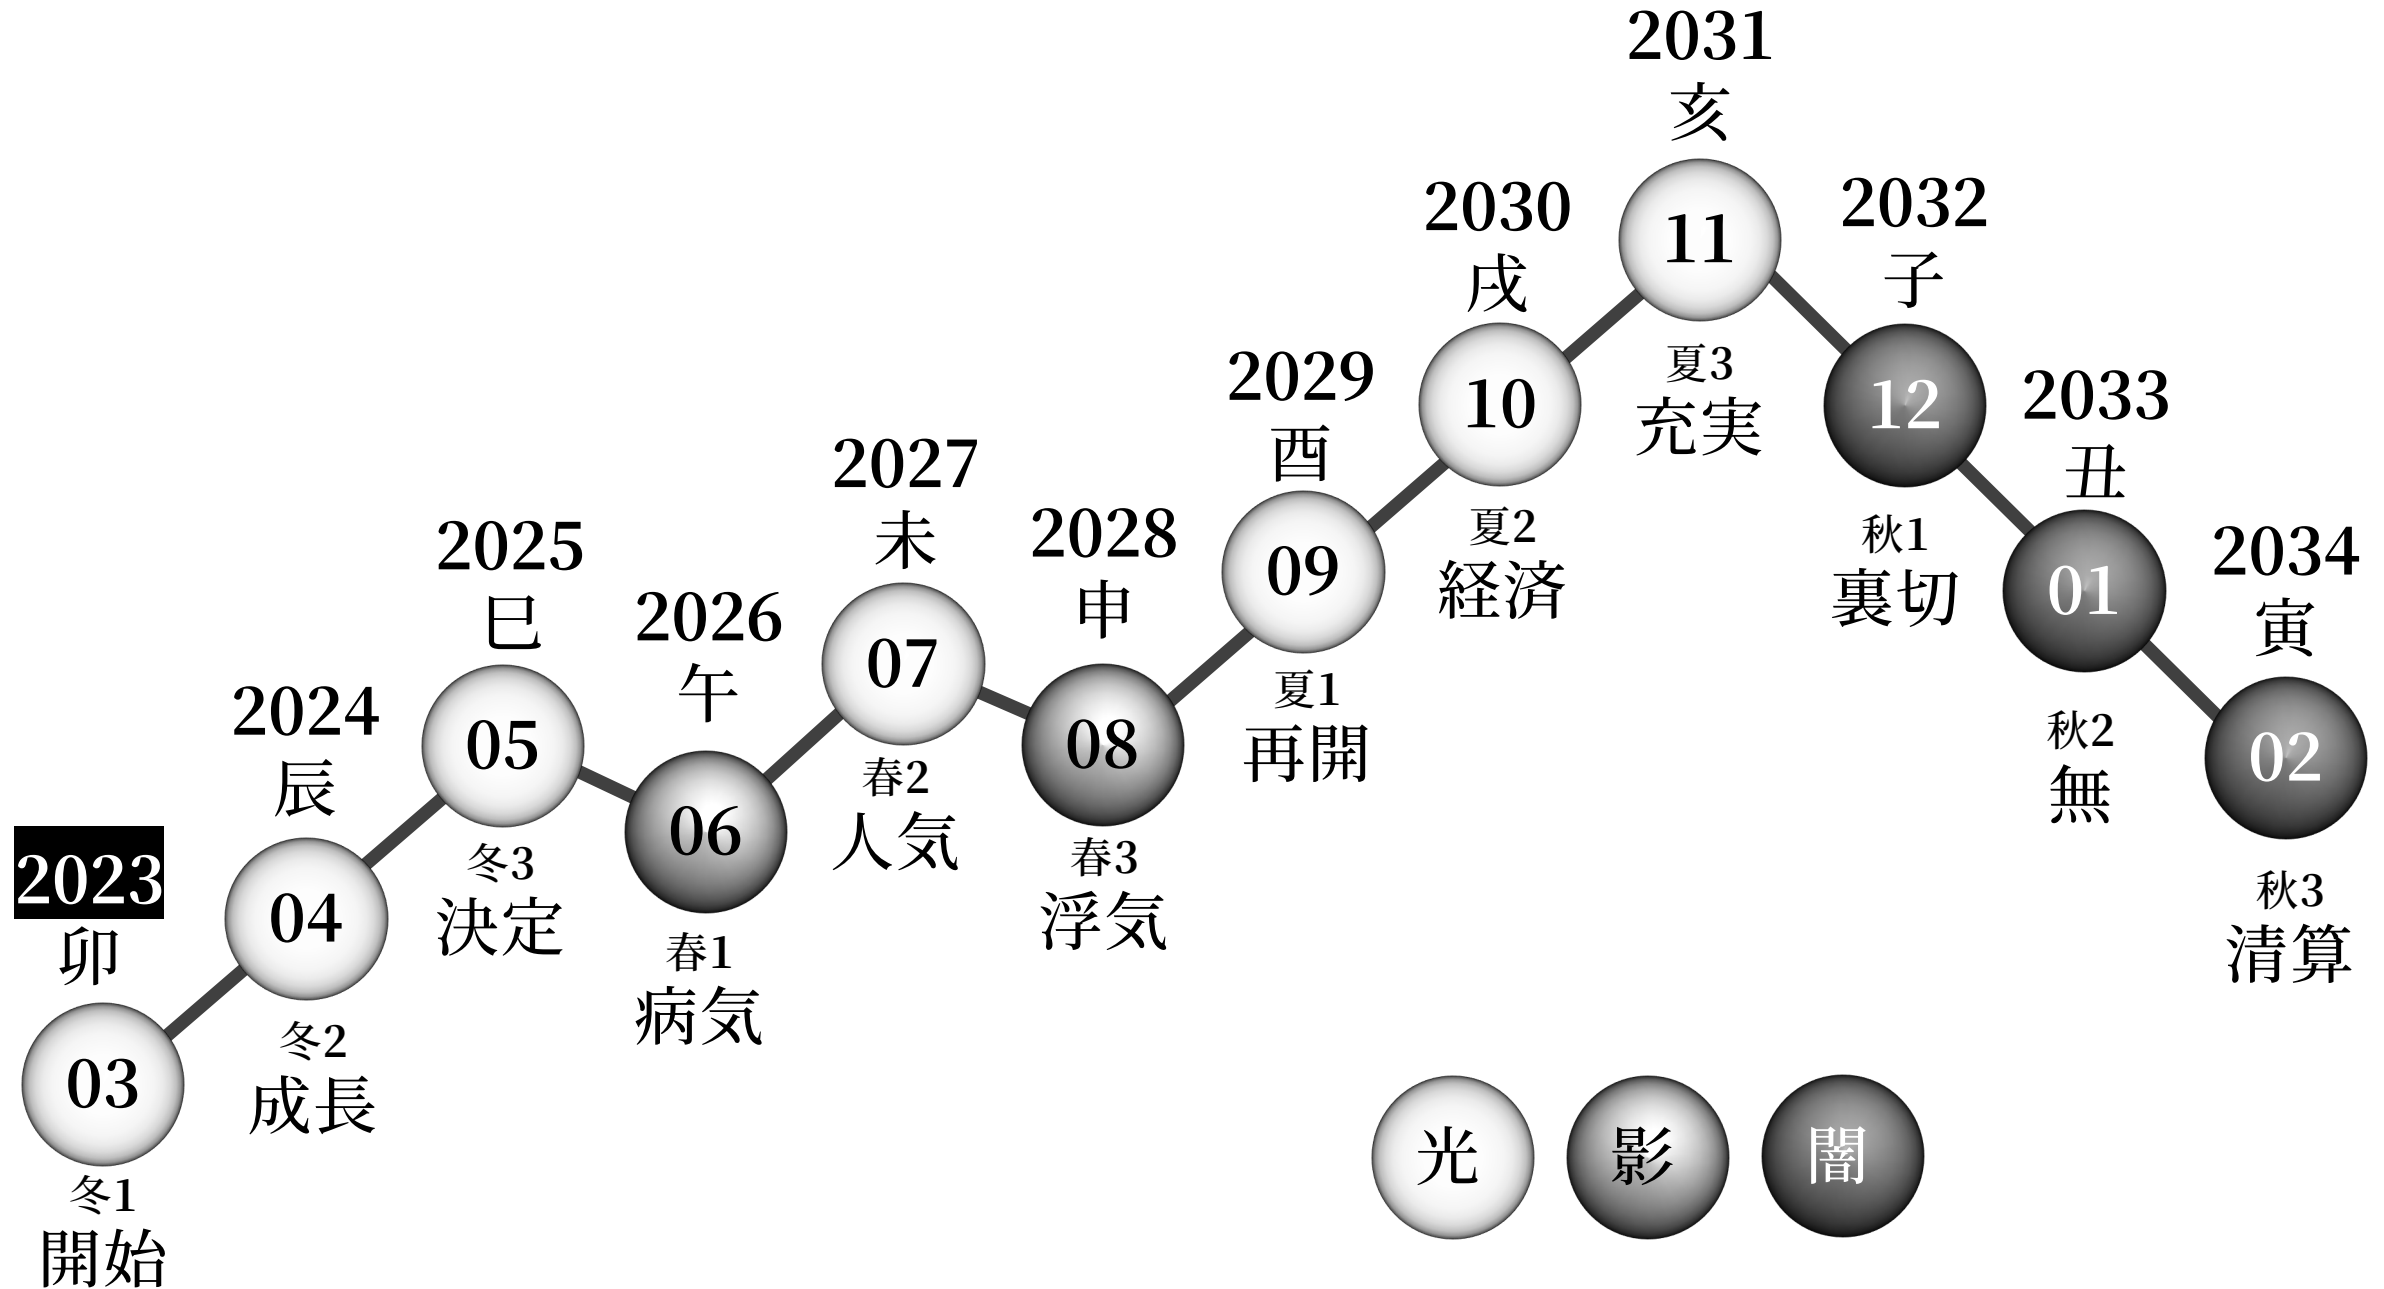 2023
卯
03
冬1
開始
2024
辰
04
冬2
成長
2025
巳
05
冬3
決定
2026
午
06
春1
病気
2027
未
07
春2
人気
2028
申
08
春3
浮気
2029
酉
09
夏1
再開
2030
戌
10
夏2
経済
2031
亥
11
夏3
充実
2032
子
12
秋1
裏切
2033
丑
01
秋2
無
2034
寅
02
秋3
清算
光
影
闇